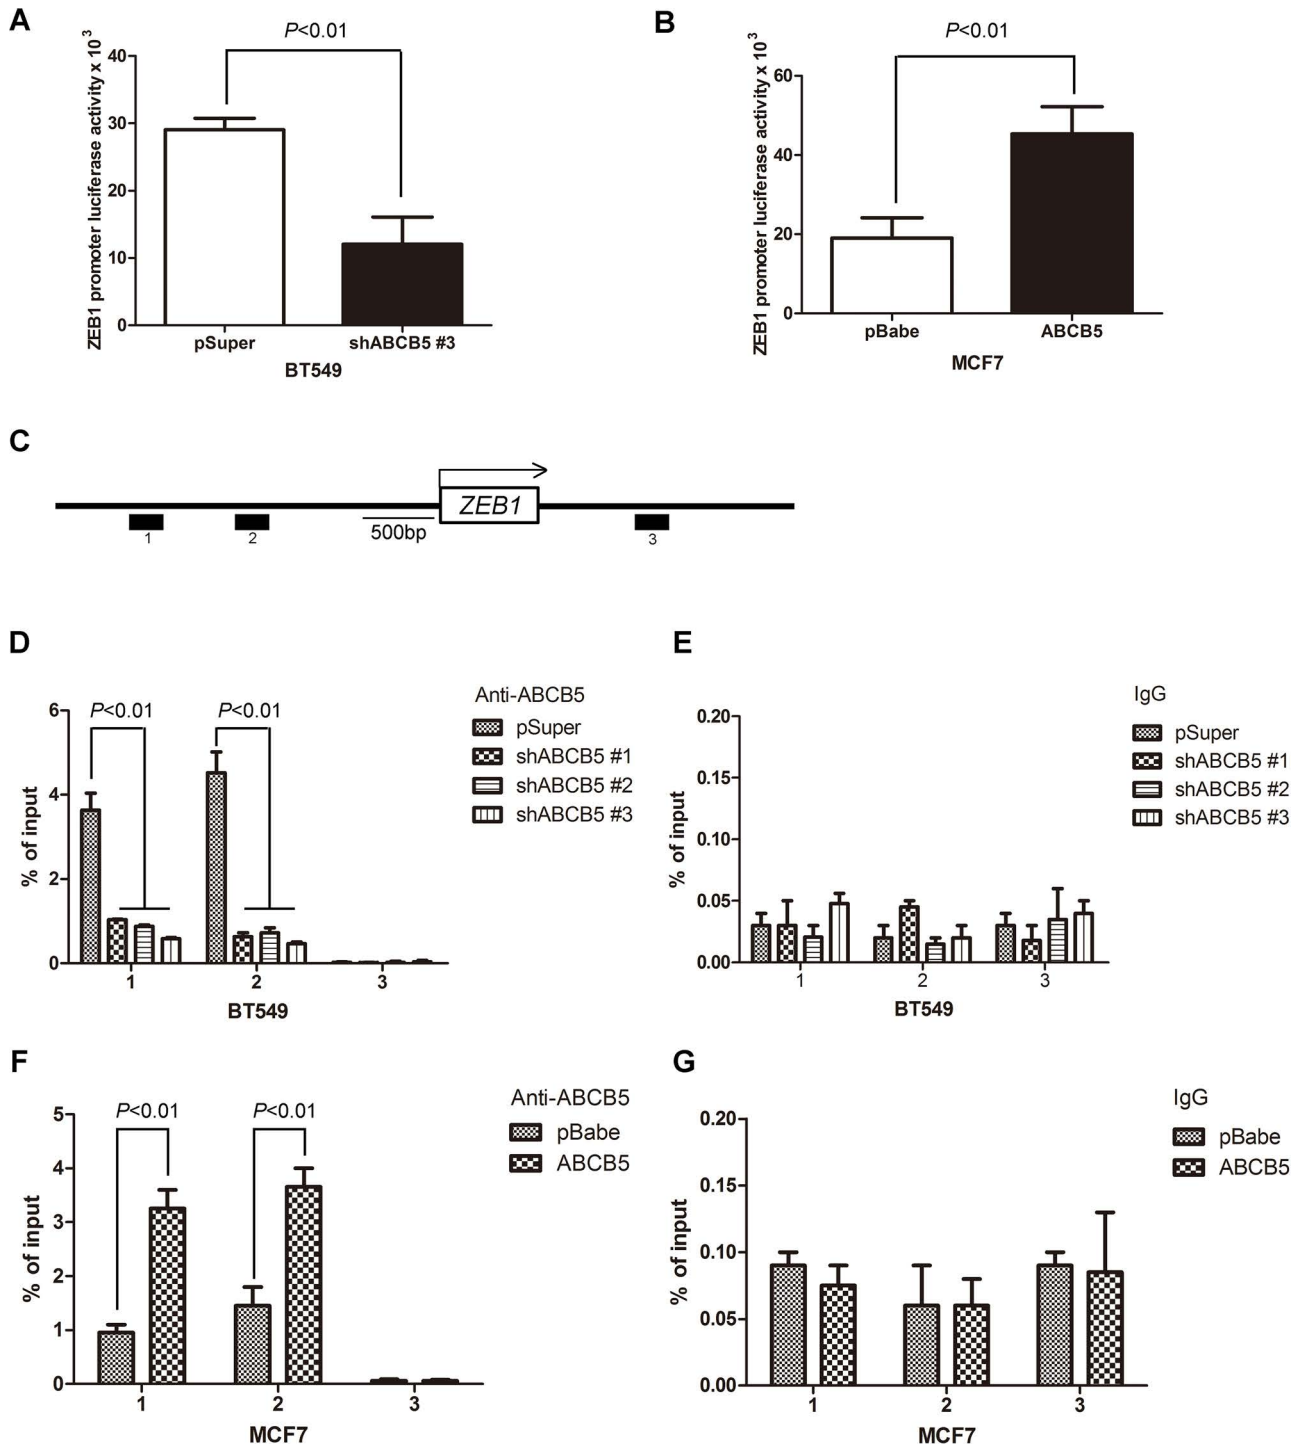 A
P<0.01
ZEB1 promoter luciferase activity x 10³
40
30
20
10
0
pSuper
shABCB5 #3
BT549
B
P<0.01
ZEB1 promoter luciferase activity x 10³
60
40
20
0
pBabe
ABCB5
MCF7
C
ZEB1
500bp
1
2
3
D
Anti-ABCB5
pSuper
shABCB5 #1
shABCB5 #2
shABCB5 #3
P<0.01
P<0.01
% of input
6
4
2
0
1
2
3
BT549
E
IgG
pSuper
shABCB5 #1
shABCB5 #2
shABCB5 #3
% of input
0.20
0.15
0.10
0.05
0.00
1
2
3
BT549
F
Anti-ABCB5
pBabe
ABCB5
P<0.01
P<0.01
% of input
5
4
3
2
1
0
1
2
3
MCF7
G
IgG
pBabe
ABCB5
% of input
0.20
0.15
0.10
0.05
0.00
1
2
3
MCF7